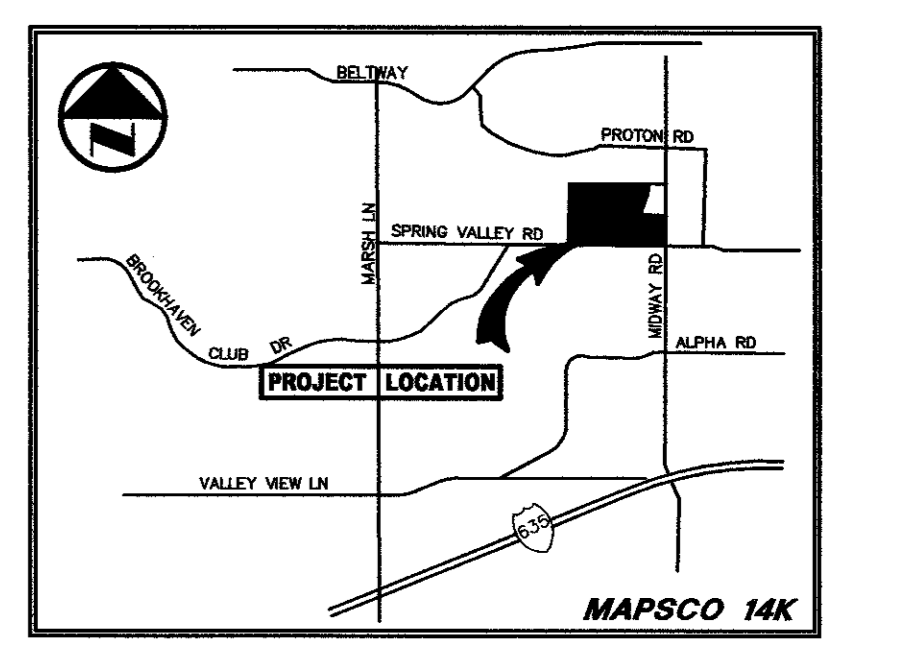 BELTWAY
N
PROTON RD
MARSH LN
SPRING VALLEY RD
MIDWAY RD
BROOKHAVEN
CLUB DR
ALPHA RD
PROJECT LOCATION
VALLEY VIEW LN
635
MAPSCO 14K